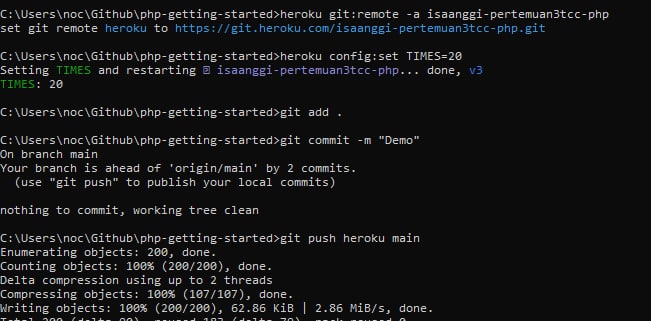 C:\Users\noc\Github\php-getting-started>heroku git:remote -a isaanggi-pertemuan3tcc-php
set git remote heroku to https://git.heroku.com/isaanggi-pertemuan3tcc-php.git
C:\Users\noc\Github\php-getting-started>heroku config:set TIMES=20
Setting TIMES and restarting isaanggi-pertemuan3tcc-php... done, v3
TIMES: 20
C:\Users\noc\Github\php-getting-started>git add .
C:\Users\noc\Github\php-getting-started>git commit -m "Demo"
On branch main
Your branch is ahead of 'origin/main' by 2 commits.
(use "git push" to publish your local commits)
nothing to commit, working tree clean
C:\Users\noc\Github\php-getting-started>git push heroku main
Enumerating objects: 200, done.
Counting objects: 100% (200/200), done.
Delta compression using up to 2 threads
Compressing objects: 100% (107/107), done.
Writing objects: 100% (200/200), 62.86 KiB | 2.86 MiB/s, done.